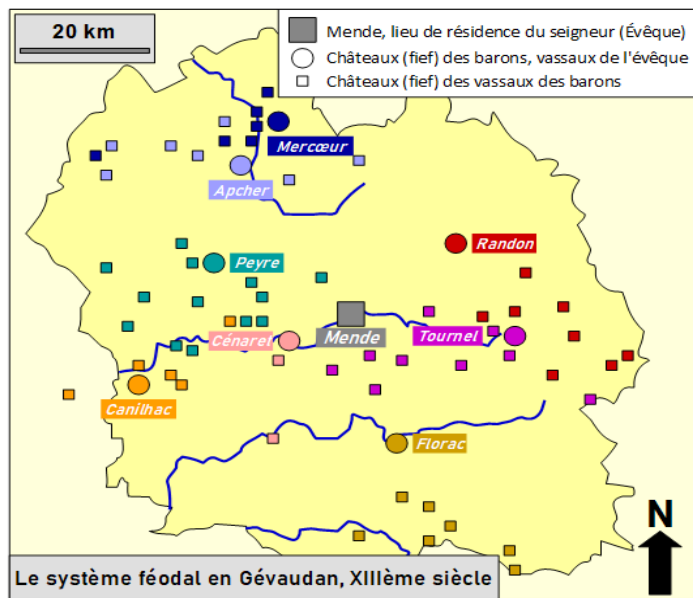 20 km
Mende, lieu de résidence du seigneur (Évêque)
Châteaux (fief) des barons, vassaux de l'évêque
Châteaux (fief) des vassaux des barons
Mercœur
Apcher
Randon
Peyre
Cénaret
Mende
Tournel
Canilhac
Florac
N
Le système féodal en Gévaudan, XIIIème siècle